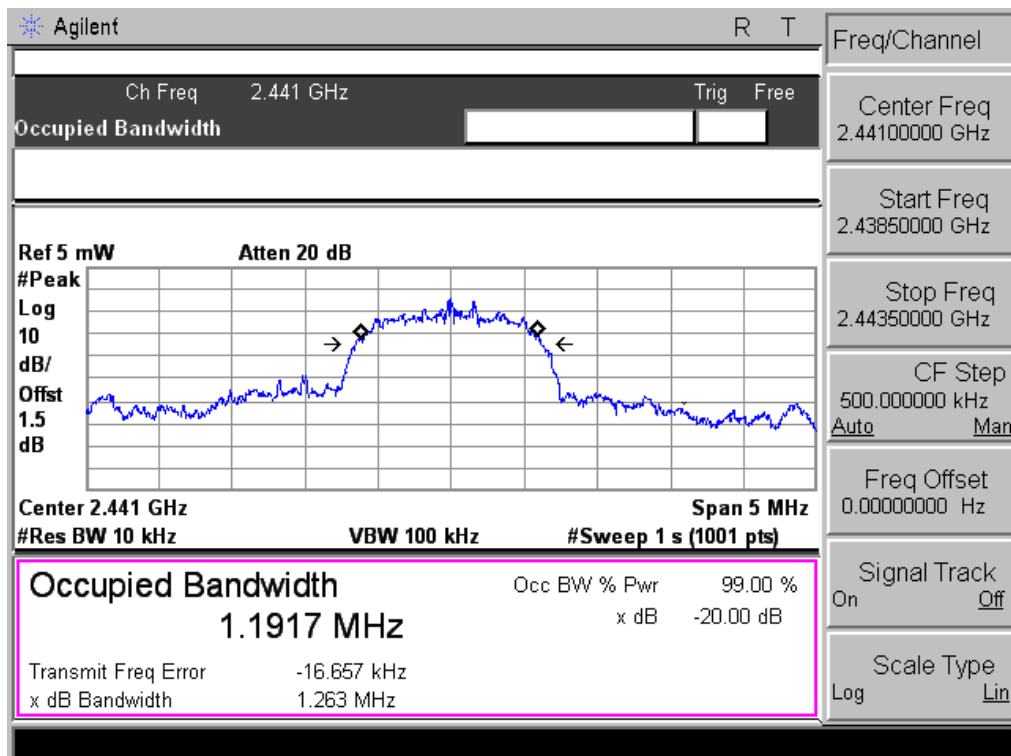 Agilent R T
Ch Freq 2.441 GHz Trig Free
Occupied Bandwidth
Ref 5 mW Atten 20 dB
#Peak
Log
10
dB/
Offst
1.5
dB
Center 2.441 GHz Span 5 MHz
#Res BW 10 kHz VBW 100 kHz #Sweep 1 s (1001 pts)
Occupied Bandwidth
1.1917 MHz
Occ BW % Pwr 99.00 %
x dB -20.00 dB
Transmit Freq Error -16.657 kHz
x dB Bandwidth 1.263 MHz
Freq/Channel
Center Freq
2.44100000 GHz
Start Freq
2.43850000 GHz
Stop Freq
2.44350000 GHz
CF Step
500.000000 kHz
Auto Man
Freq Offset
0.00000000 Hz
Signal Track
On Off
Scale Type
Log Lin